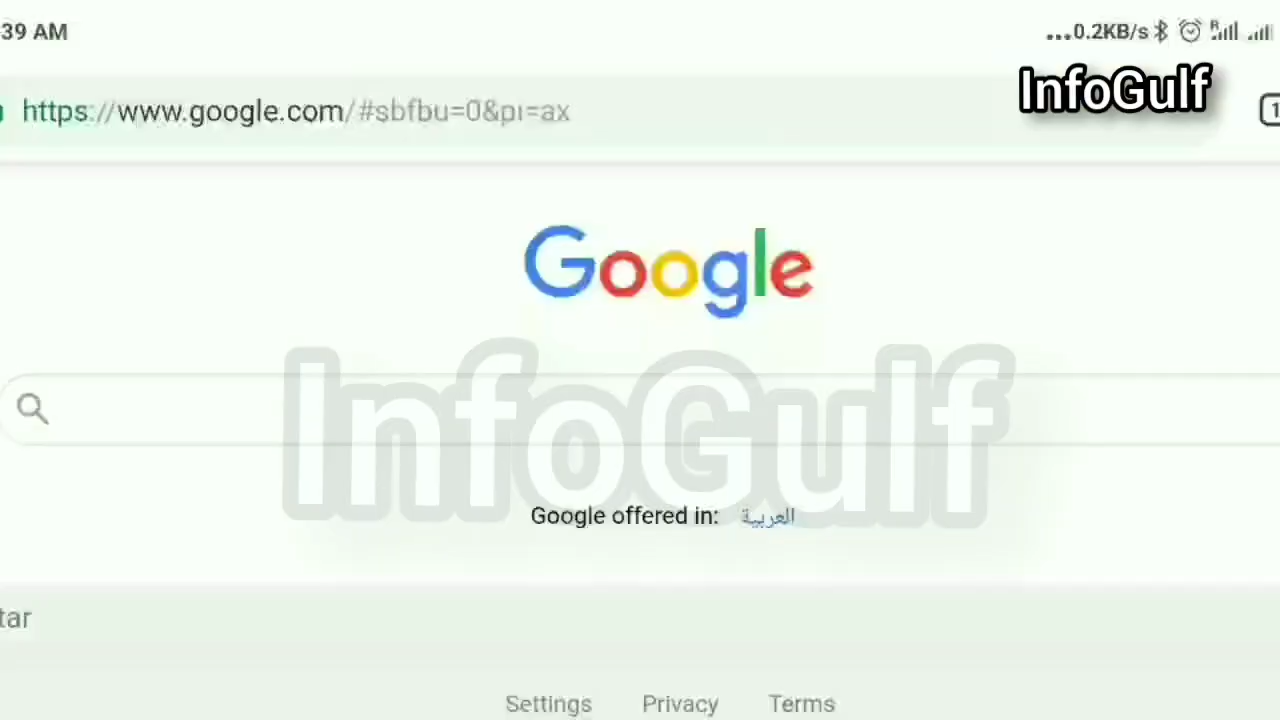 39 AM
...0.2KB/s
InfoGulf
https://www.google.com/#sbfbu=0&pi=ax
1
Google
InfoGulf
Google offered in: العربية
tar
Settings Privacy Terms